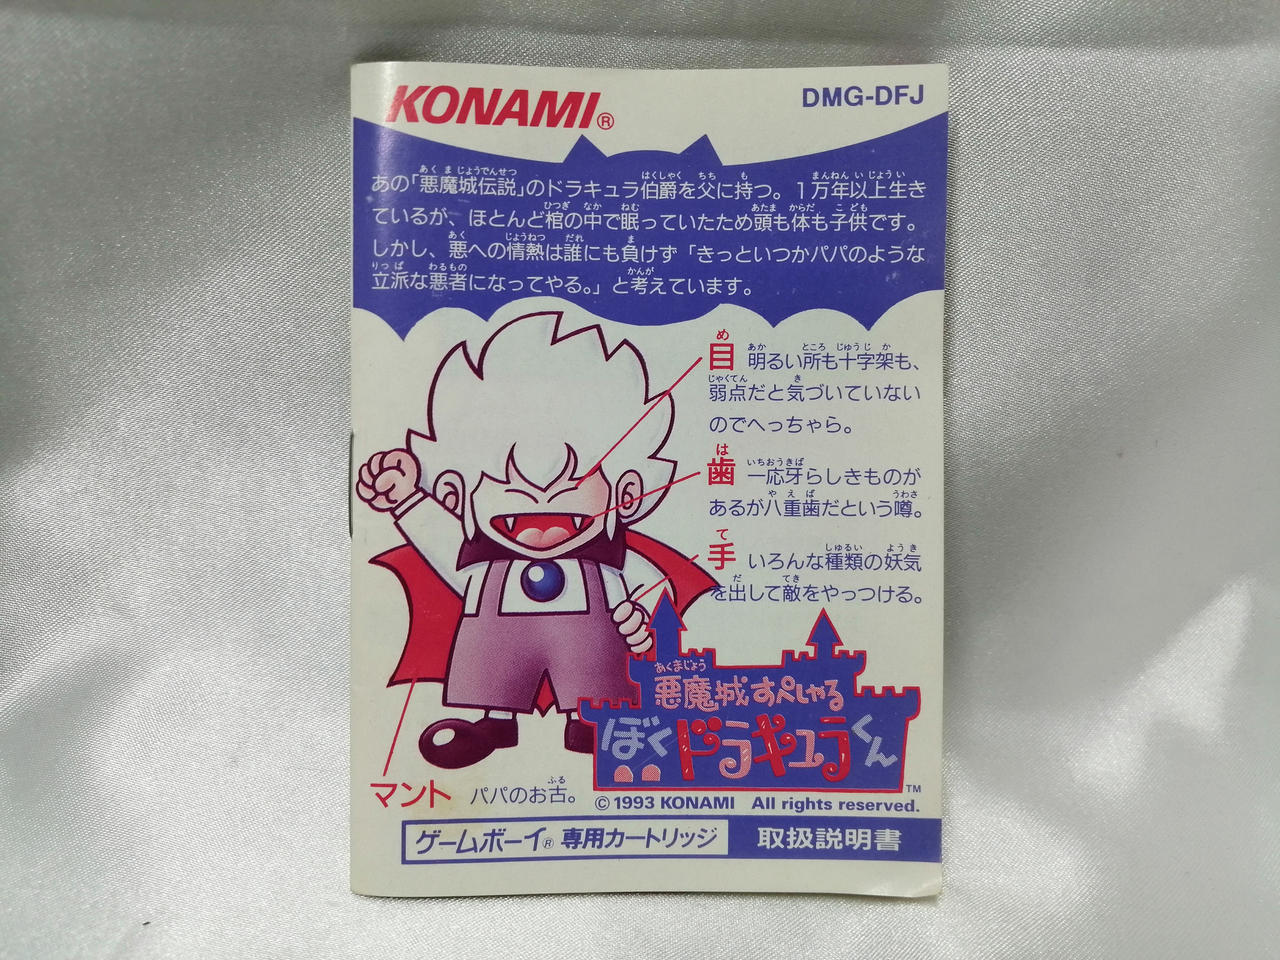 KONAMI®
DMG-DFJ
あの「悪魔城伝説」のドラキュラ伯爵を父に持つ。1万年以上生き
ているが、ほとんど棺の中で眠っていたため頭も体も子供です。
しかし、悪への情熱は誰にも負けず「きっといつかパパのような
立派な悪者になってやる。」と考えています。
目 明るい所も十字架も、
弱点だと気づいていない
のでへっちゃら。
歯 一応牙らしきものが
あるが八重歯だという噂。
手 いろんな種類の妖気
を出して敵をやっつける。
あくまじょう
悪魔城すぺしゃる
ぼくドラキュラくん
TM
マント パパのお古。
©1993 KONAMI All rights reserved.
ゲームボーイ® 専用カートリッジ 取扱説明書